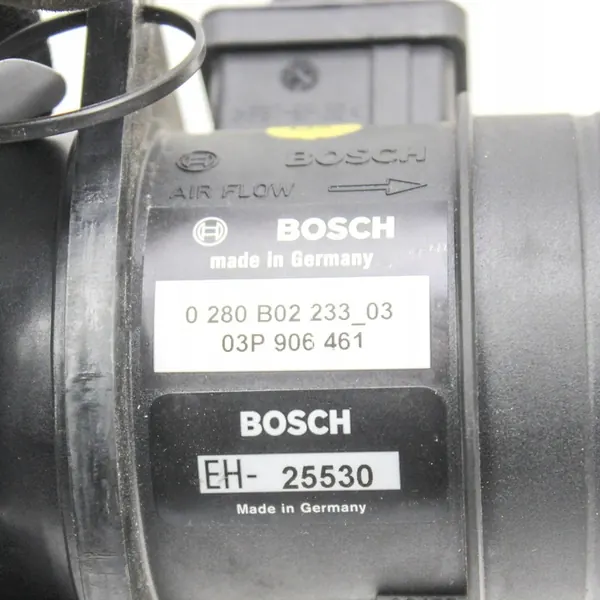 BOSCH
AIR FLOW
BOSCH
made in Germany
0 280 B02 233_03
03P 906 461
BOSCH
EH- 25530
Made in Germany